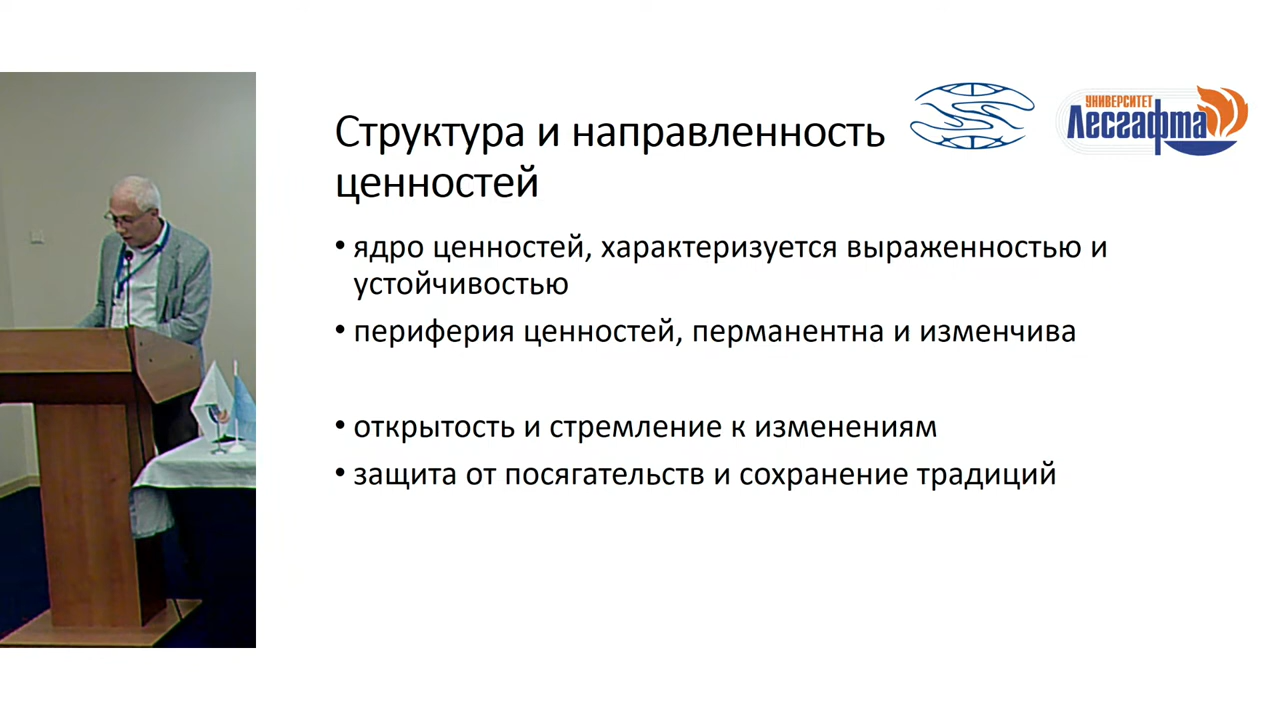 Структура и направленность
ценностей
УНИВЕРСИТЕТ
Лесгафта
• ядро ценностей, характеризуется выраженностью и
устойчивостью
• периферия ценностей, перманентна и изменчива
• открытость и стремление к изменениям
• защита от посягательств и сохранение традиций